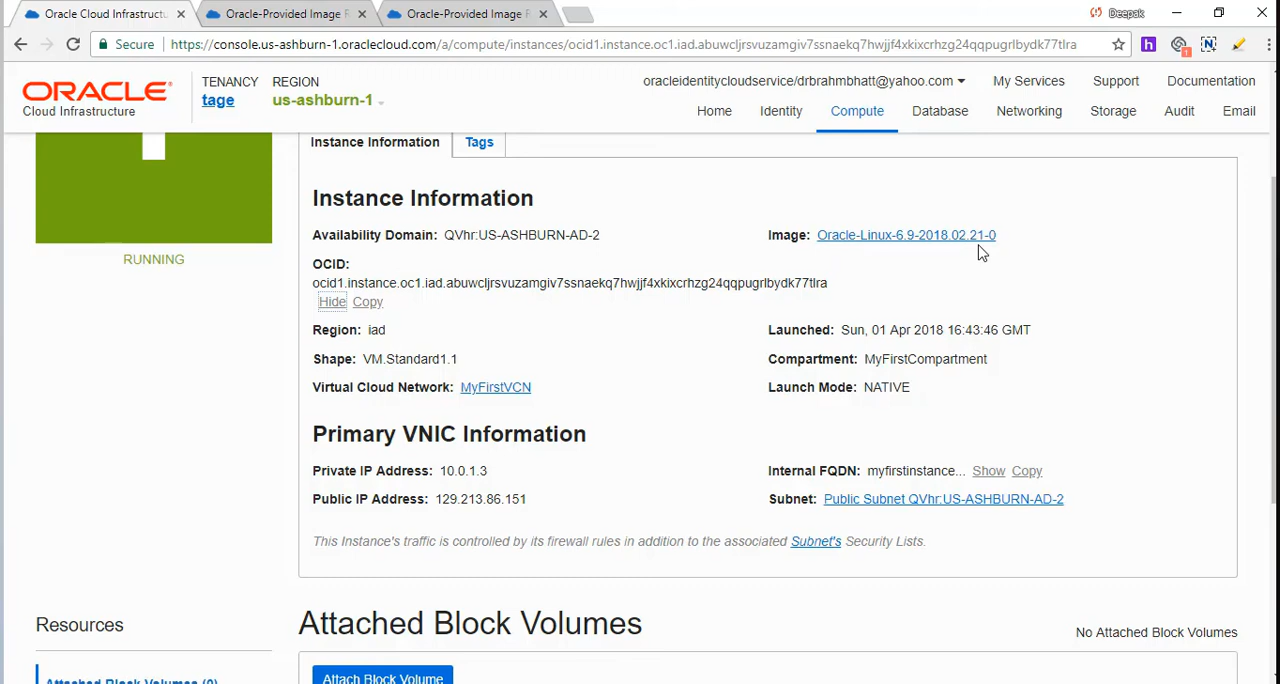 Oracle Cloud Infrastructu
Oracle-Provided Image R
Oracle-Provided Image R
Deepak
Secure
https://console.us-ashburn-1.oraclecloud.com/a/compute/instances/ocid1.instance.oc1.iad.abuwcljrsvuzamgiv7ssnaekq7hwjjf4xkixcrhzg24qqpugrlbydk77tlra
ORACLE
Cloud Infrastructure
TENANCY REGION
tage us-ashburn-1
oracleidentitycloudservice/drbrahmbhatt@yahoo.com My Services Support Documentation
Home Identity Compute Database Networking Storage Audit Email
Instance Information Tags
RUNNING
Instance Information
Availability Domain: QVhr:US-ASHBURN-AD-2 Image: Oracle-Linux-6.9-2018.02.21-0
OCID:
ocid1.instance.oc1.iad.abuwcljrsvuzamgiv7ssnaekq7hwjjf4xkixcrhzg24qqpugrlbydk77tlra
Hide Copy
Region: iad Launched: Sun, 01 Apr 2018 16:43:46 GMT
Shape: VM.Standard1.1 Compartment: MyFirstCompartment
Virtual Cloud Network: MyFirstVCN Launch Mode: NATIVE
Primary VNIC Information
Private IP Address: 10.0.1.3 Internal FQDN: myfirstinstance... Show Copy
Public IP Address: 129.213.86.151 Subnet: Public Subnet QVhr:US-ASHBURN-AD-2
This Instance's traffic is controlled by its firewall rules in addition to the associated Subnet's Security Lists.
Resources
Attached Block Volumes
No Attached Block Volumes
Attached Block Volumes (0)
Attach Block Volume